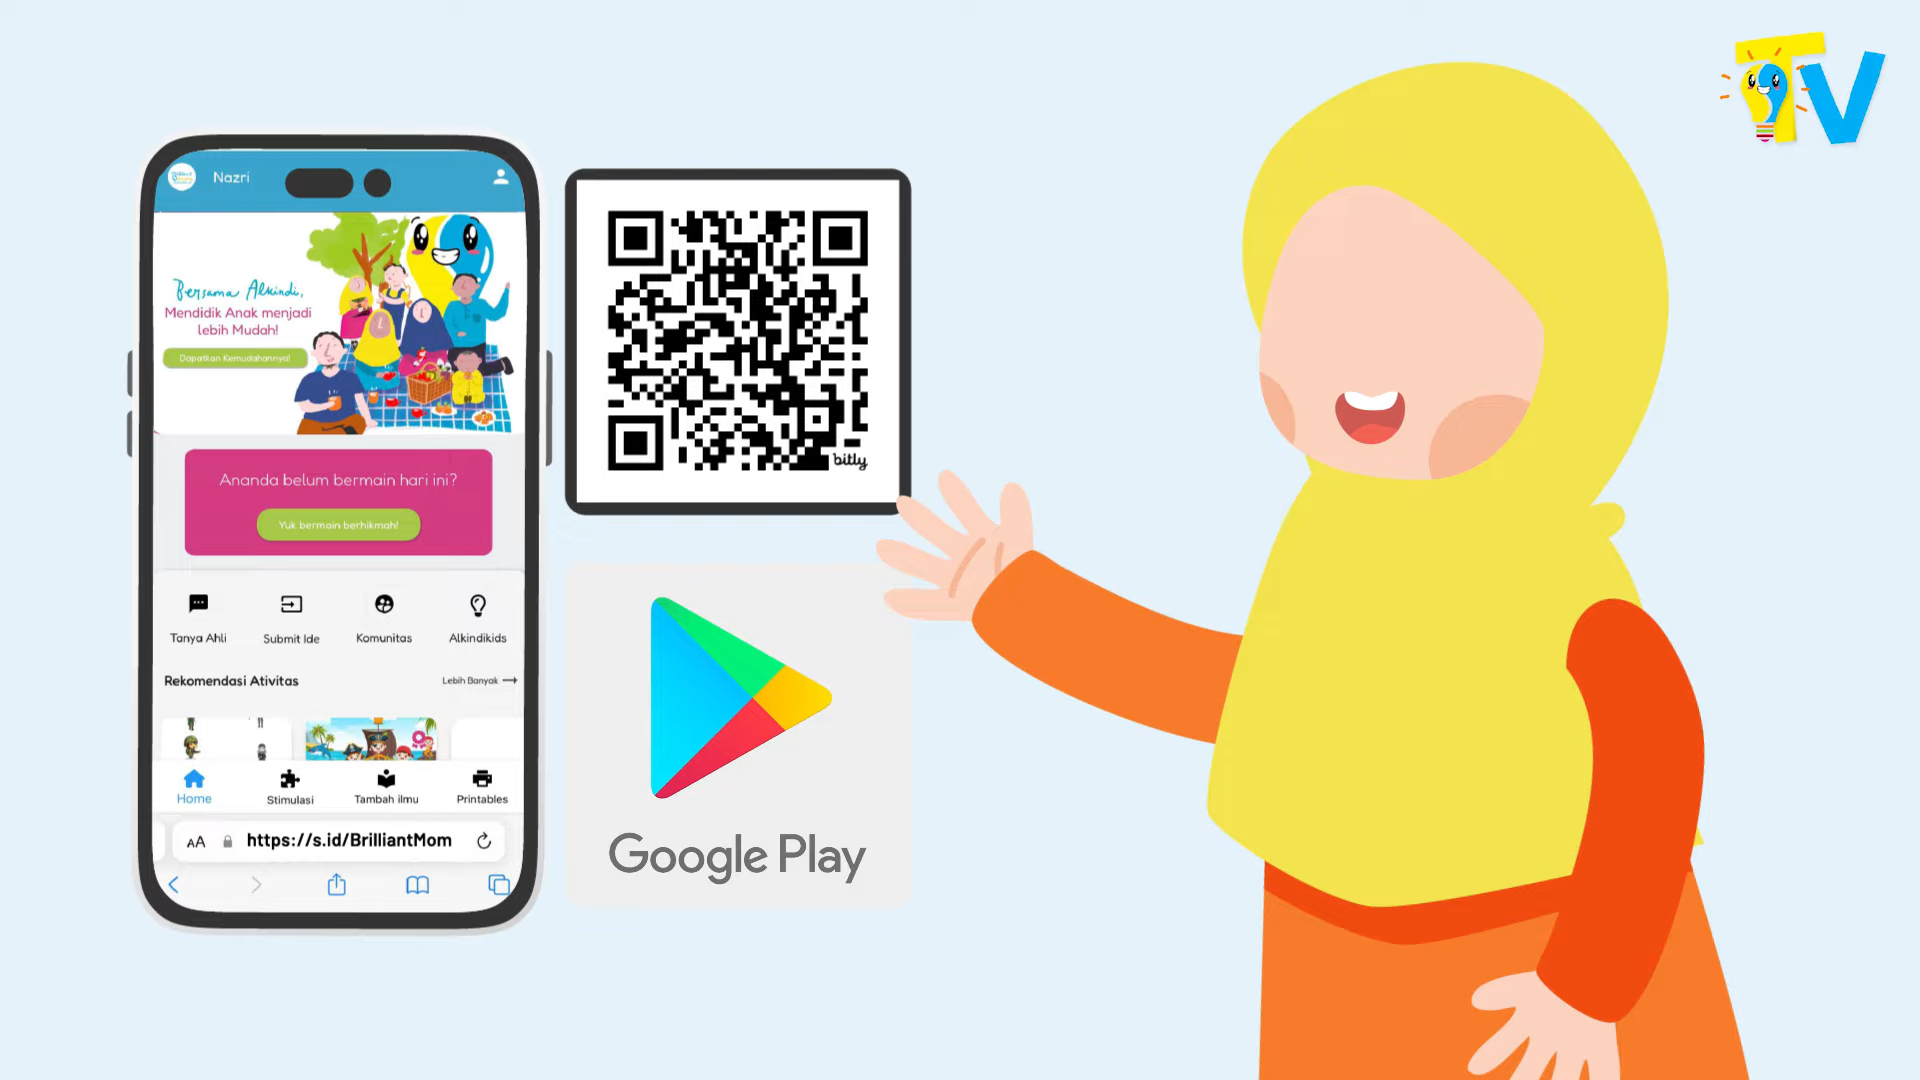 TV
Nazri
Bersama Alkindi,
Mendidik Anak menjadi
lebih Mudah!
Dapatkan Kemudahannya!
Ananda belum bermain hari ini?
Yuk bermain berhikmah!
Tanya Ahli
Submit Ide
Komunitas
Alkindikids
Rekomendasi Ativitas
Lebih Banyak →
Home
Stimulasi
Tambah ilmu
Printables
AA
https://s.id/BrilliantMom
bitly
Google Play